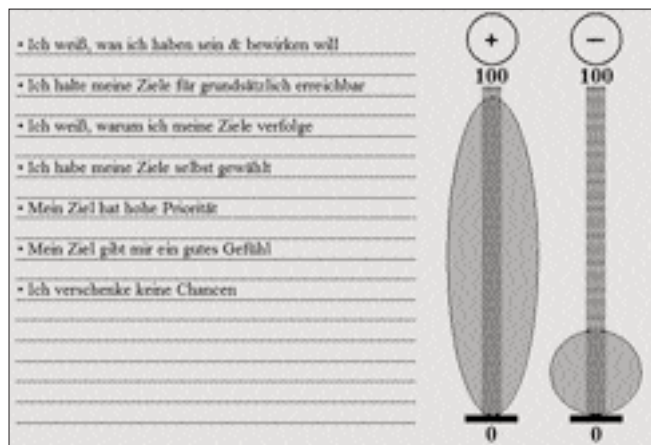 • Ich weiß, was ich haben sein & bewirken will
• Ich halte meine Ziele für grundsätzlich erreichbar
• Ich weiß, warum ich meine Ziele verfolge
• Ich habe meine Ziele selbst gewählt
• Mein Ziel hat hohe Priorität
• Mein Ziel gibt mir ein gutes Gefühl
• Ich verschenke keine Chancen
+ −
100 100
0 0